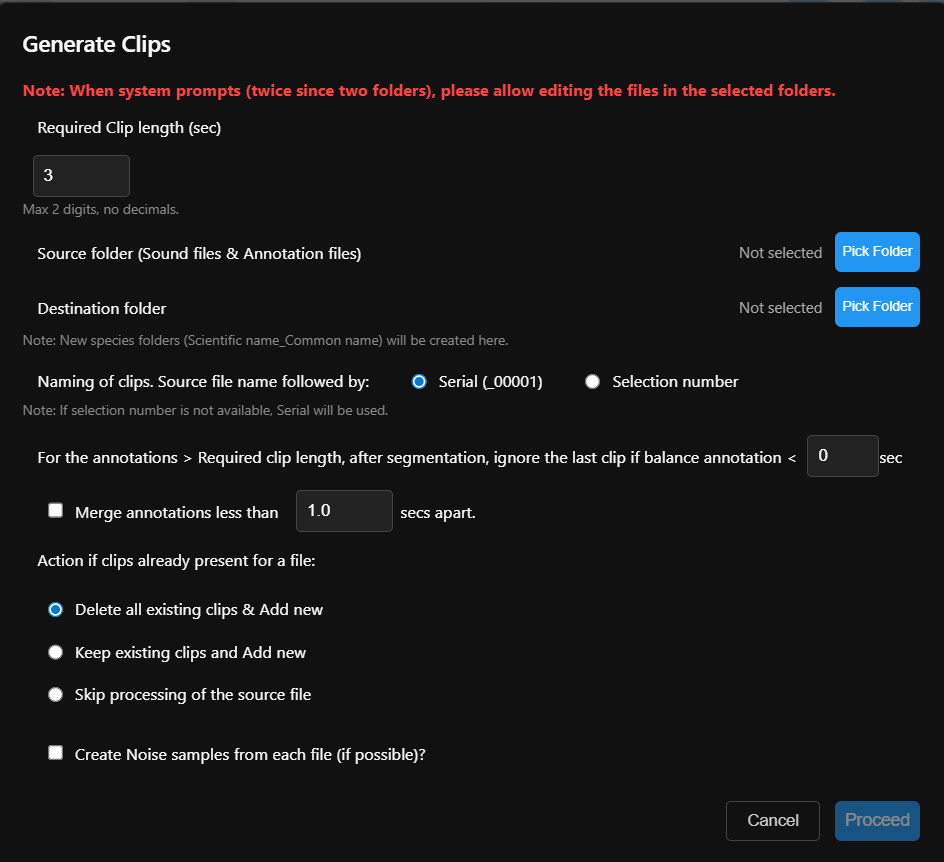 Generate Clips
Note: When system prompts (twice since two folders), please allow editing the files in the selected folders.
Required Clip length (sec)
3
Max 2 digits, no decimals.
Source folder (Sound files & Annotation files) Not selected Pick Folder
Destination folder Not selected Pick Folder
Note: New species folders (Scientific name_Common name) will be created here.
Naming of clips. Source file name followed by: Serial (_00001) Selection number
Note: If selection number is not available, Serial will be used.
For the annotations > Required clip length, after segmentation, ignore the last clip if balance annotation < 0 sec
Merge annotations less than 1.0 secs apart.
Action if clips already present for a file:
Delete all existing clips & Add new
Keep existing clips and Add new
Skip processing of the source file
Create Noise samples from each file (if possible)?
Cancel Proceed